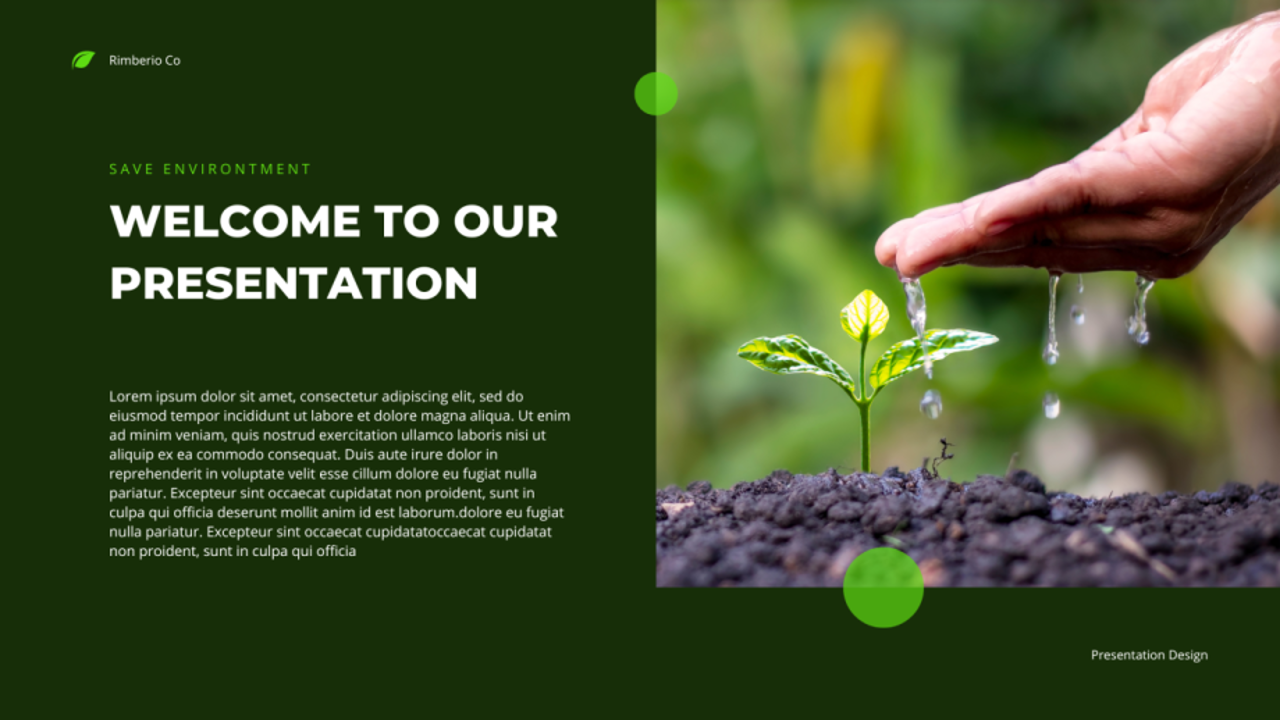 Rimberio Co
SAVE ENVIRONTMENT
WELCOME TO OUR
PRESENTATION
Lorem ipsum dolor sit amet, consectetur adipiscing elit, sed do
eiusmod tempor incididunt ut labore et dolore magna aliqua. Ut enim
ad minim veniam, quis nostrud exercitation ullamco laboris nisi ut
aliquip ex ea commodo consequat. Duis aute irure dolor in
reprehenderit in voluptate velit esse cillum dolore eu fugiat nulla
pariatur. Excepteur sint occaecat cupidatat non proident, sunt in
culpa qui officia deserunt mollit anim id est laborum.dolore eu fugiat
nulla pariatur. Excepteur sint occaecat cupidatatoccaecat cupidatat
non proident, sunt in culpa qui officia
Presentation Design